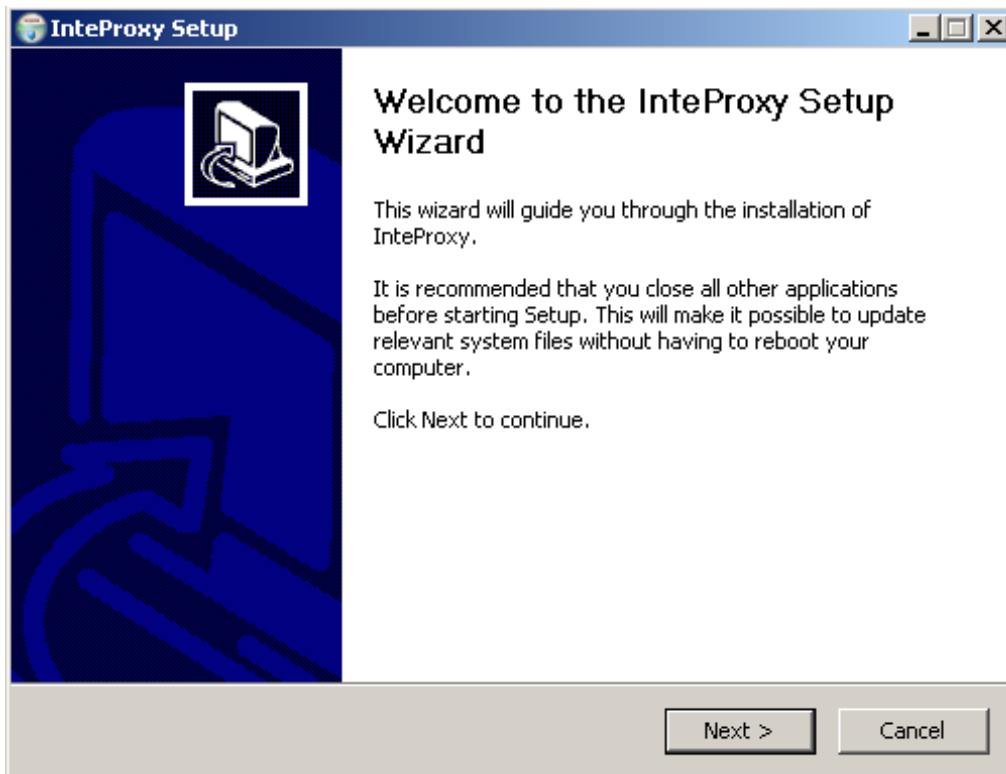 InteProxy Setup
Welcome to the InteProxy Setup
Wizard
This wizard will guide you through the installation of
InteProxy.
It is recommended that you close all other applications
before starting Setup. This will make it possible to update
relevant system files without having to reboot your
computer.
Click Next to continue.
Next >
Cancel